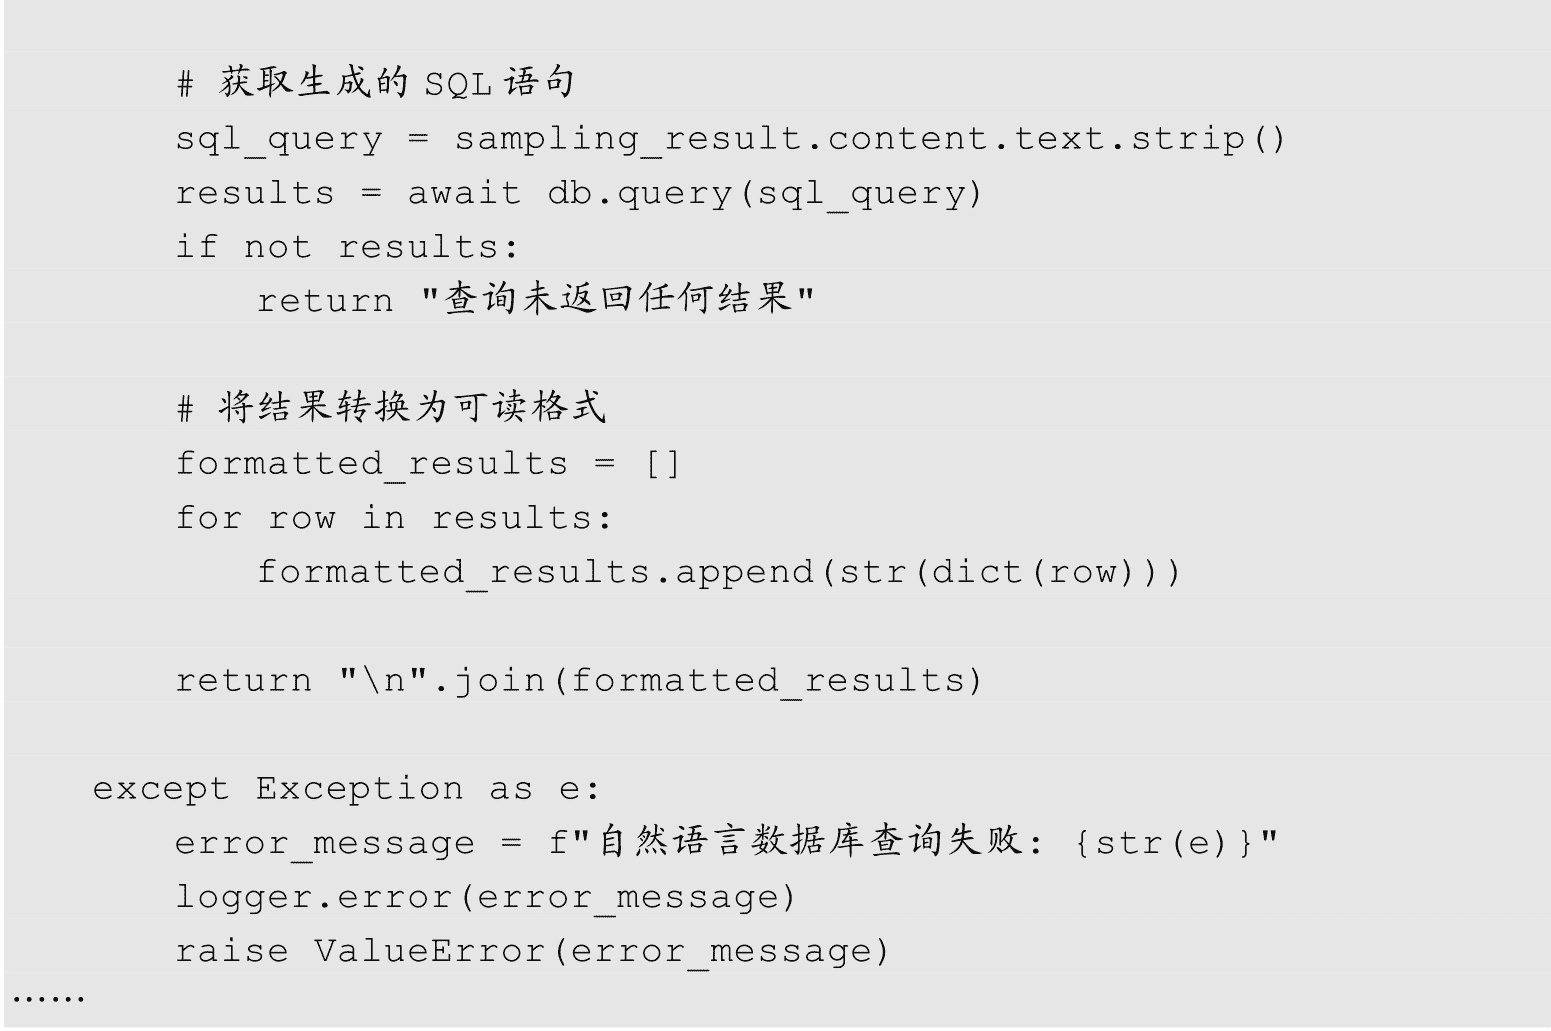 # 获取生成的 SQL 语句
sql_query = sampling_result.content.text.strip()
results = await db.query(sql_query)
if not results:
return "查询未返回任何结果"
# 将结果转换为可读格式
formatted_results = []
for row in results:
formatted_results.append(str(dict(row)))
return "\n".join(formatted_results)
except Exception as e:
error_message = f"自然语言数据库查询失败: {str(e)}"
logger.error(error_message)
raise ValueError(error_message)
……